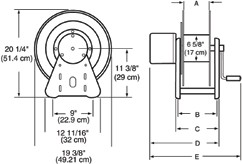 A
20 1/4"
(51.4 cm)
6 5/8"
(17 cm)
11 3/8"
(29 cm)
9"
(22.9 cm)
B
12 11/16"
(32 cm)
C
D
19 3/8"
(49.21 cm)
E